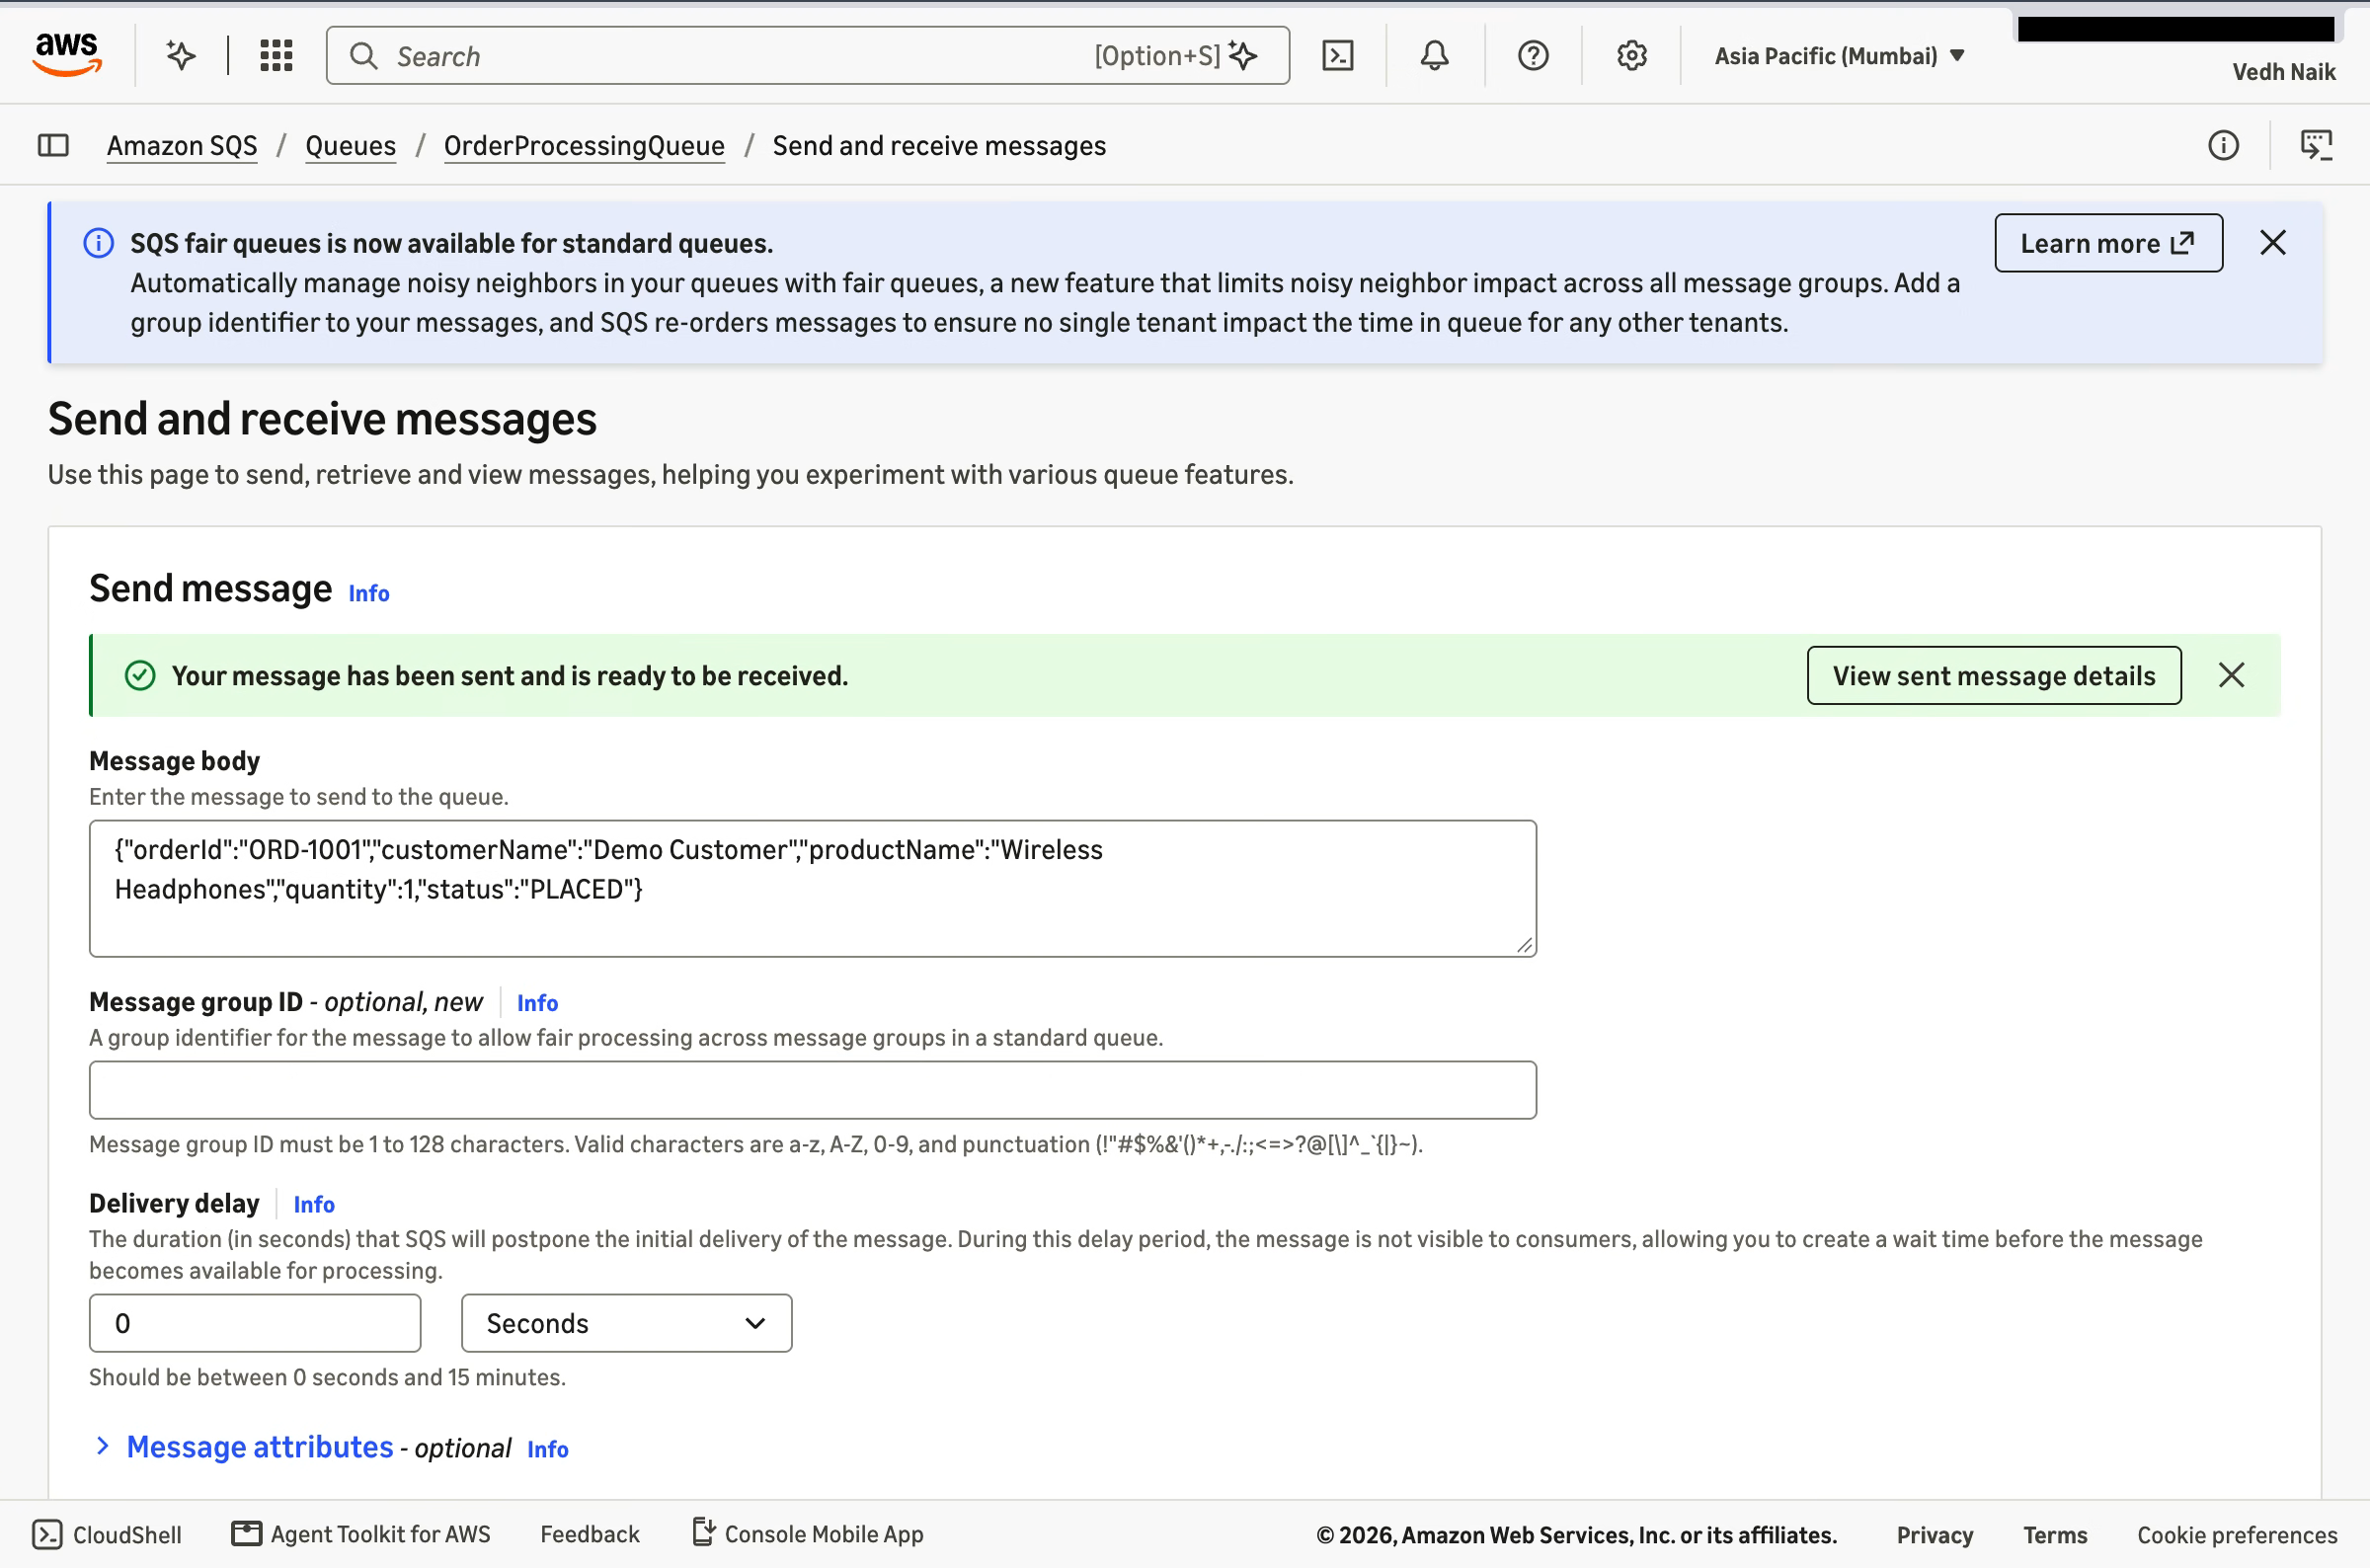 aws
Search [Option+S]
Asia Pacific (Mumbai)
Vedh Naik
Amazon SQS / Queues / OrderProcessingQueue / Send and receive messages
SQS fair queues is now available for standard queues.
Learn more
Automatically manage noisy neighbors in your queues with fair queues, a new feature that limits noisy neighbor impact across all message groups. Add a
group identifier to your messages, and SQS re-orders messages to ensure no single tenant impact the time in queue for any other tenants.
Send and receive messages
Use this page to send, retrieve and view messages, helping you experiment with various queue features.
Send message Info
Your message has been sent and is ready to be received.
View sent message details
Message body
Enter the message to send to the queue.
{"orderId":"ORD-1001","customerName":"Demo Customer","productName":"Wireless
Headphones","quantity":1,"status":"PLACED"}
Message group ID - optional, new Info
A group identifier for the message to allow fair processing across message groups in a standard queue.
Message group ID must be 1 to 128 characters. Valid characters are a-z, A-Z, 0-9, and punctuation (!"#$%&'()*+,-./:;<=>?@[\]^_`{|}~).
Delivery delay Info
The duration (in seconds) that SQS will postpone the initial delivery of the message. During this delay period, the message is not visible to consumers, allowing you to create a wait time before the message
becomes available for processing.
0 Seconds
Should be between 0 seconds and 15 minutes.
Message attributes - optional Info
CloudShell Agent Toolkit for AWS Feedback Console Mobile App © 2026, Amazon Web Services, Inc. or its affiliates. Privacy Terms Cookie preferences